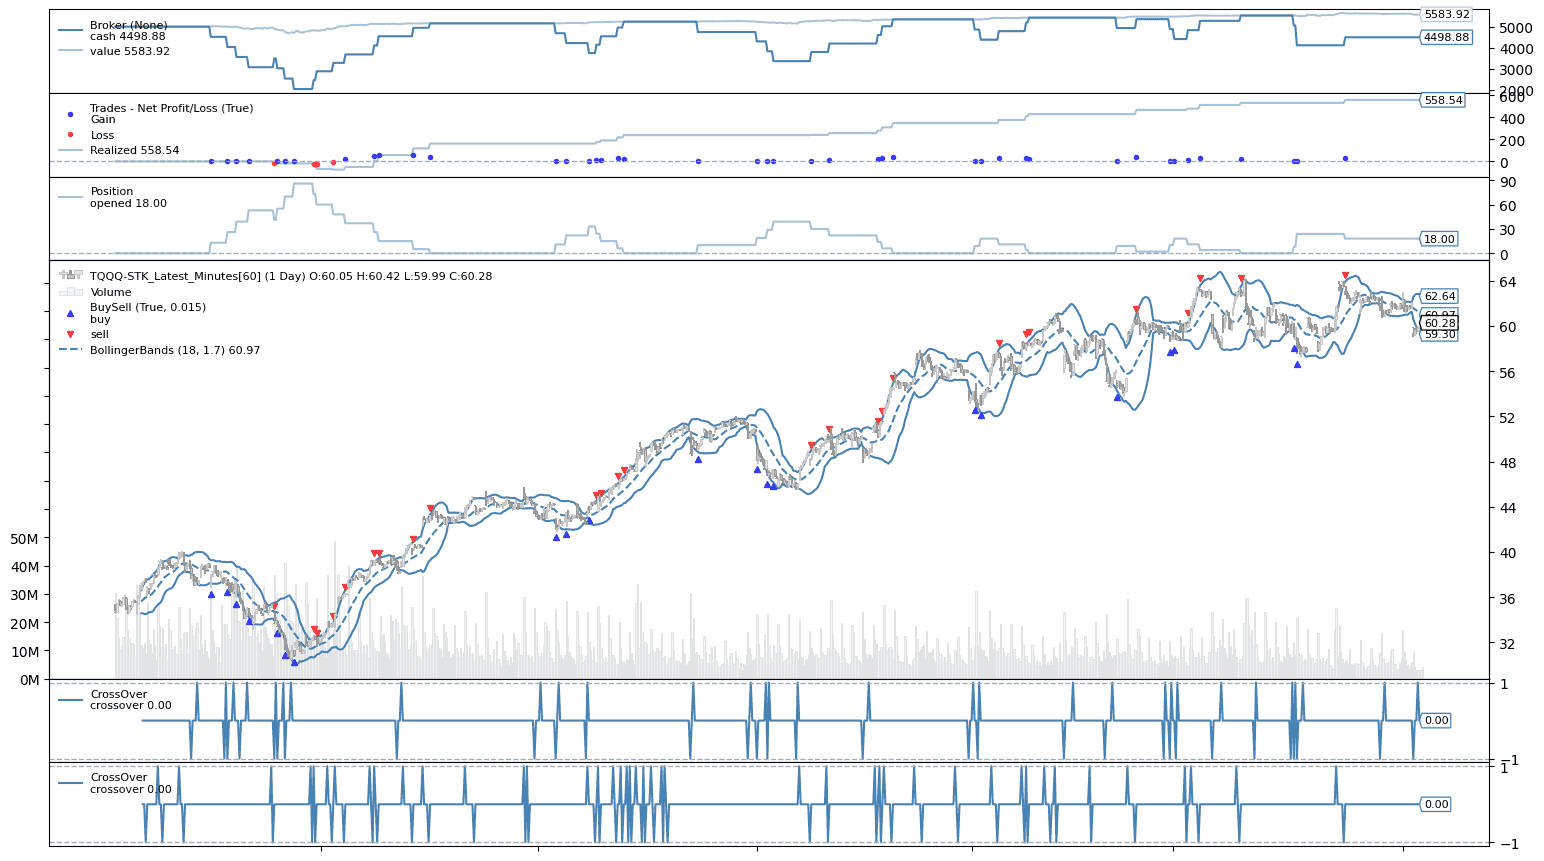 Broker (None)
cash 4498.88
value 5583.92
5583.92
4498.88
5000
4000
3000
2000
Trades - Net Profit/Loss (True)
Gain
Loss
Realized 558.54
558.54
600
400
200
0
Position
opened 18.00
18.00
90
60
30
0
TQQQ-STK_Latest_Minutes[60] (1 Day) O:60.05 H:60.42 L:59.99 C:60.28
Volume
BuySell (True, 0.015)
buy
sell
BollingerBands (18, 1.7) 60.97
62.64
60.97
60.28
59.30
64
60
56
52
48
44
40
36
32
50M
40M
30M
20M
10M
0M
CrossOver
crossover 0.00
0.00
1
−1
CrossOver
crossover 0.00
0.00
1
−1